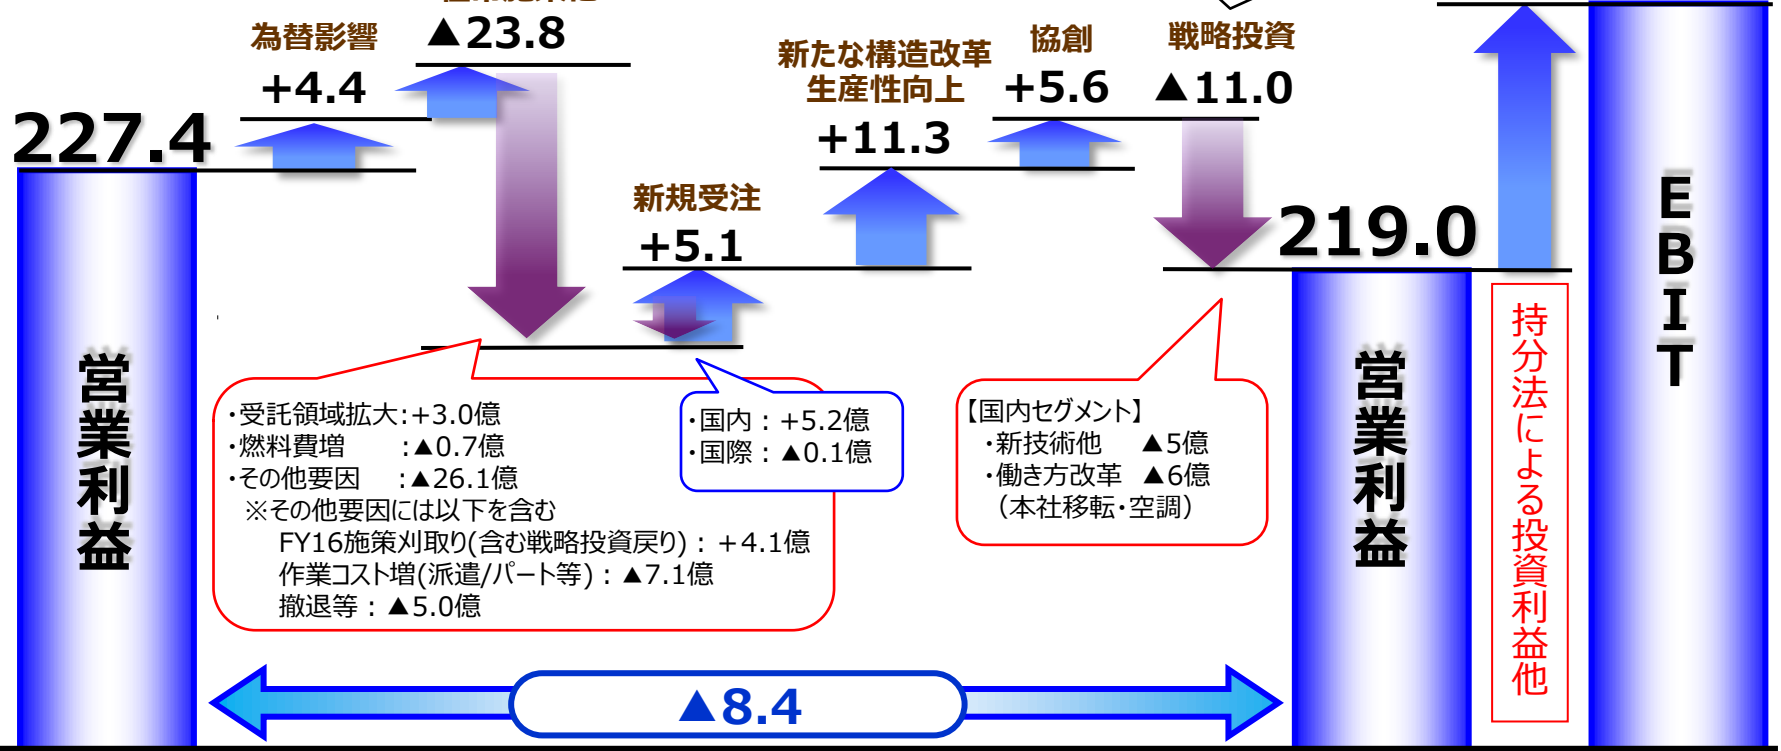 為替影響
+4.4
▲23.8
227.4
新規受注
+5.1
新たな構造改革
生産性向上
+11.3
協創
+5.6
戦略投資
▲11.0
219.0
営業利益
・受託領域拡大:+3.0億
・燃料費増 :▲0.7億
・その他要因 :▲26.1億
※その他要因には以下を含む
FY16施策刈取り(含む戦略投資戻り)：＋4.1億
作業コスト増(派遣/パート等)：▲7.1億
撤退等：▲5.0億
・国内：+5.2億
・国際：▲0.1億
【国内セグメント】
・新技術他 ▲5億
・働き方改革 ▲6億
（本社移転・空調）
営業利益
持分法による投資利益他
EBIT
▲8.4